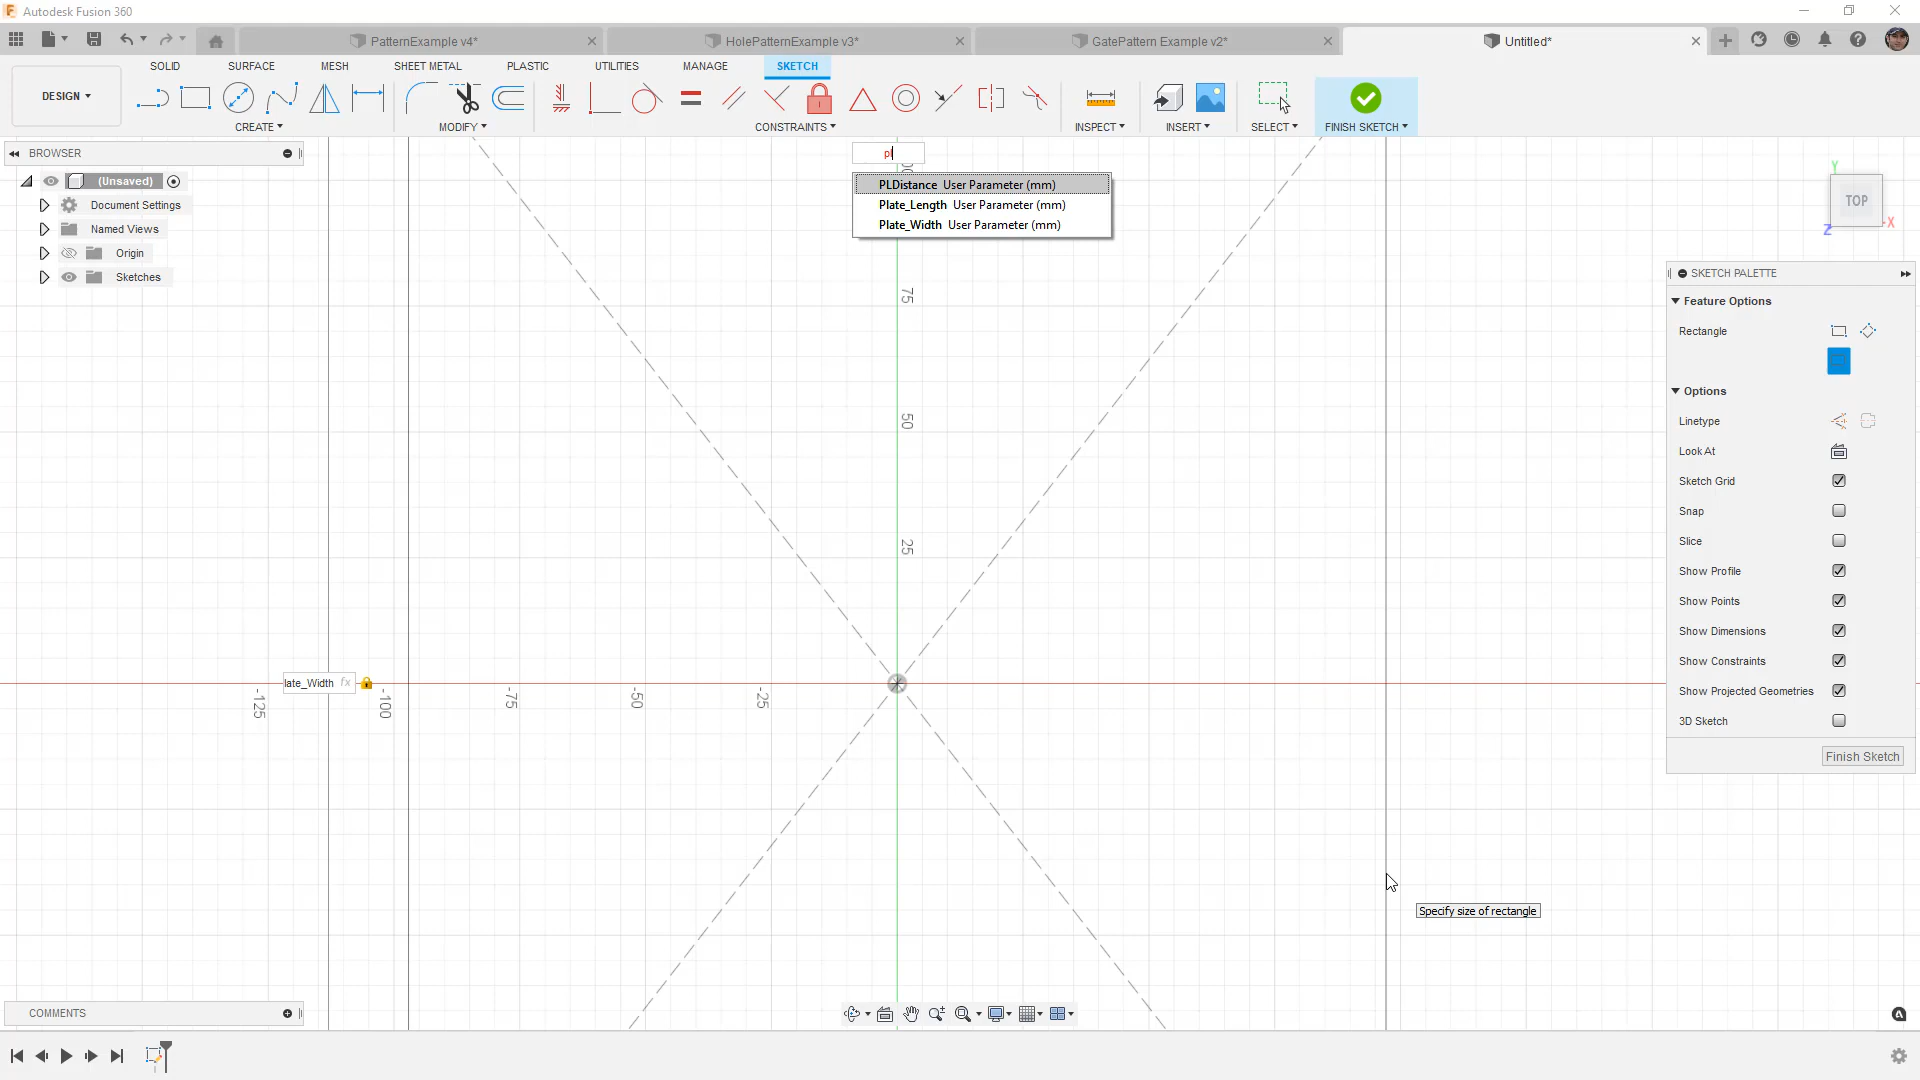 Autodesk Fusion 360
PatternExample v4*
HolePatternExample v3*
GatePattern Example v2*
Untitled*
SOLID
SURFACE
MESH
SHEET METAL
PLASTIC
UTILITIES
MANAGE
SKETCH
DESIGN
CREATE
MODIFY
CONSTRAINTS
INSPECT
INSERT
SELECT
FINISH SKETCH
BROWSER
(Unsaved)
Document Settings
Named Views
Origin
Sketches
pl
PLDistance User Parameter (mm)
Plate_Length User Parameter (mm)
Plate_Width User Parameter (mm)
75
50
25
-125
-100
-75
-50
-25
late_Width fx
Y
TOP
X
Z
SKETCH PALETTE
Feature Options
Rectangle
Options
Linetype
Look At
Sketch Grid
Snap
Slice
Show Profile
Show Points
Show Dimensions
Show Constraints
Show Projected Geometries
3D Sketch
Finish Sketch
Specify size of rectangle
COMMENTS